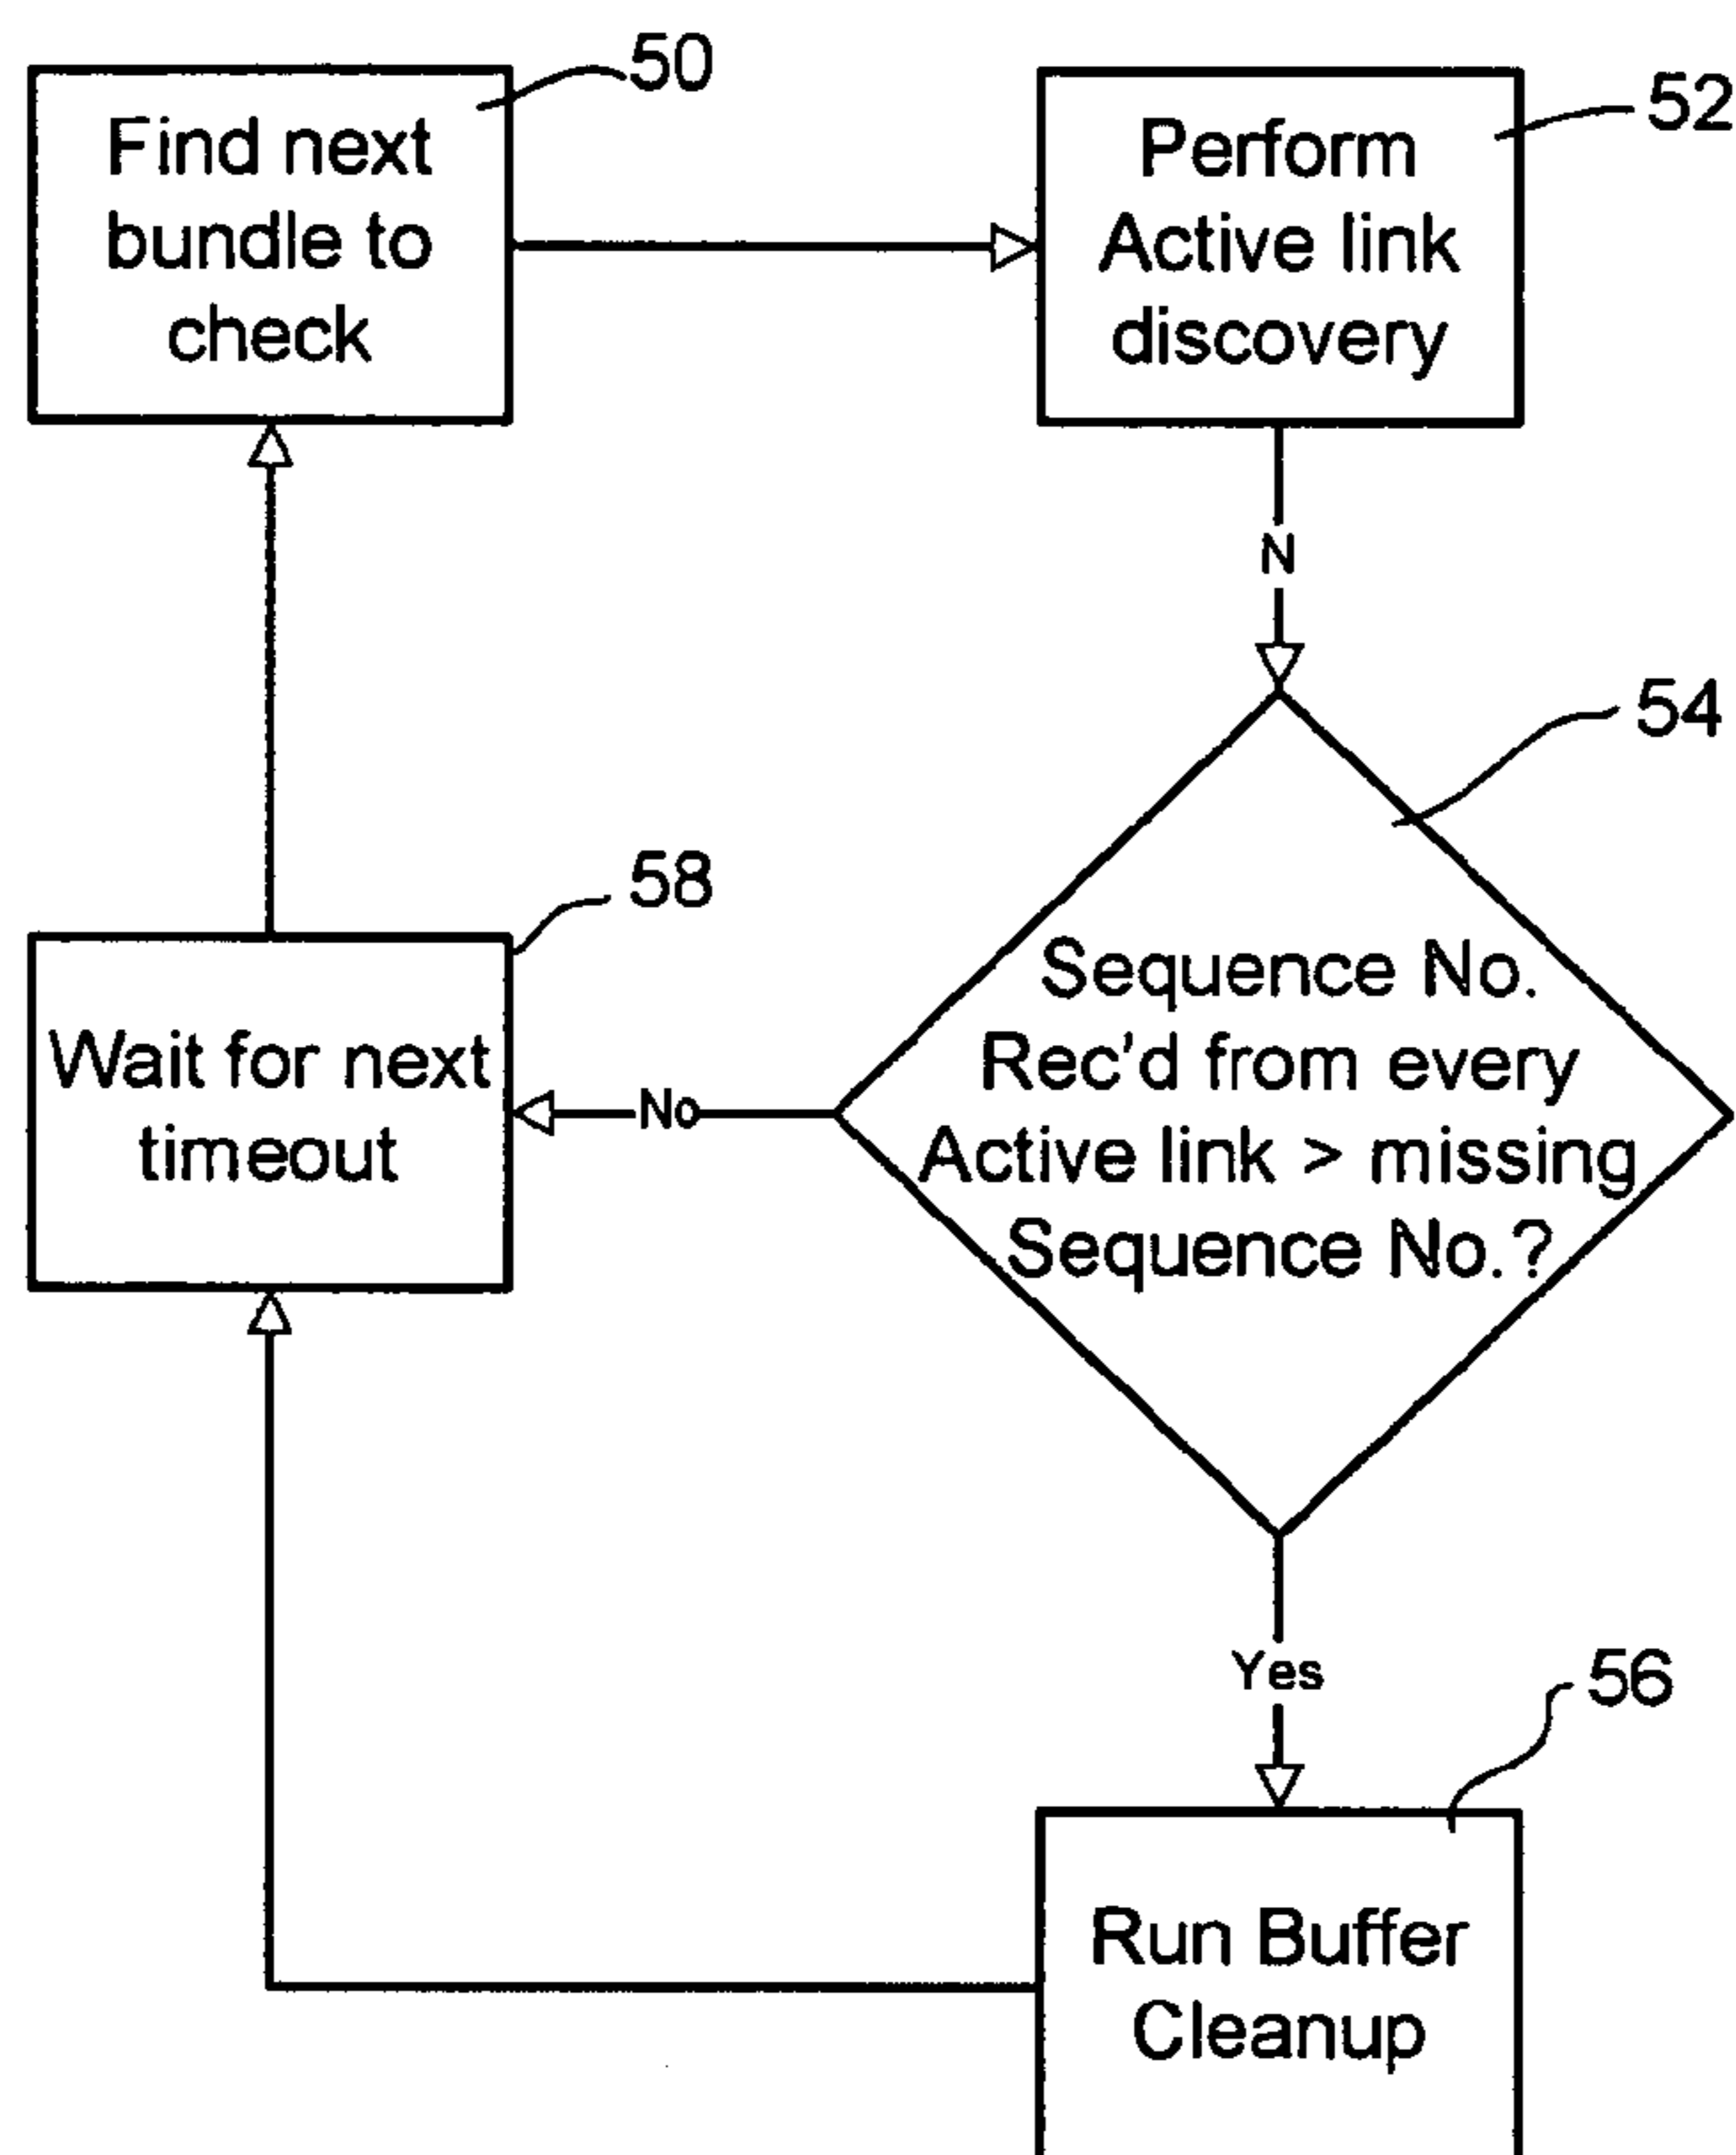 50
Find next
bundle to
check
52
Perform
Active link
discovery
N
54
Sequence No.
Rec'd from every
Active link > missing
Sequence No.?
No
58
Wait for next
timeout
Yes
56
Run Buffer
Cleanup